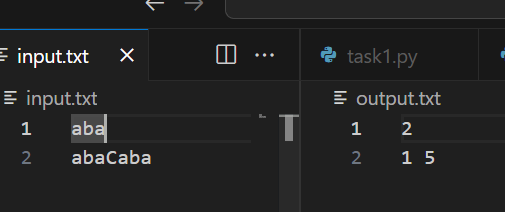 input.txt
task1.py
input.txt
output.txt
1 aba
2 abaCaba
1 2
2 1 5